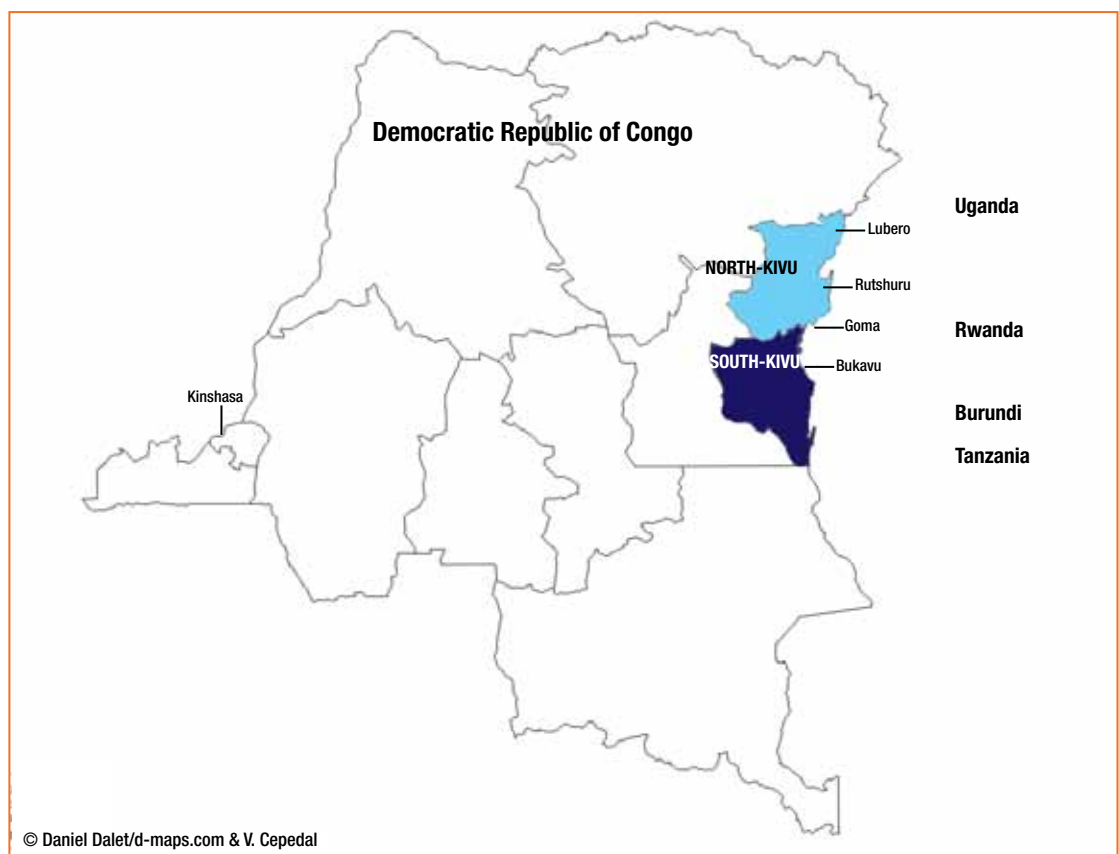 Democratic Republic of Congo
Uganda
Lubero
NORTH-KIVU
Rutshuru
Goma
Rwanda
SOUTH-KIVU
Bukavu
Kinshasa
Burundi
Tanzania
© Daniel Dalet/d-maps.com & V. Cepedal